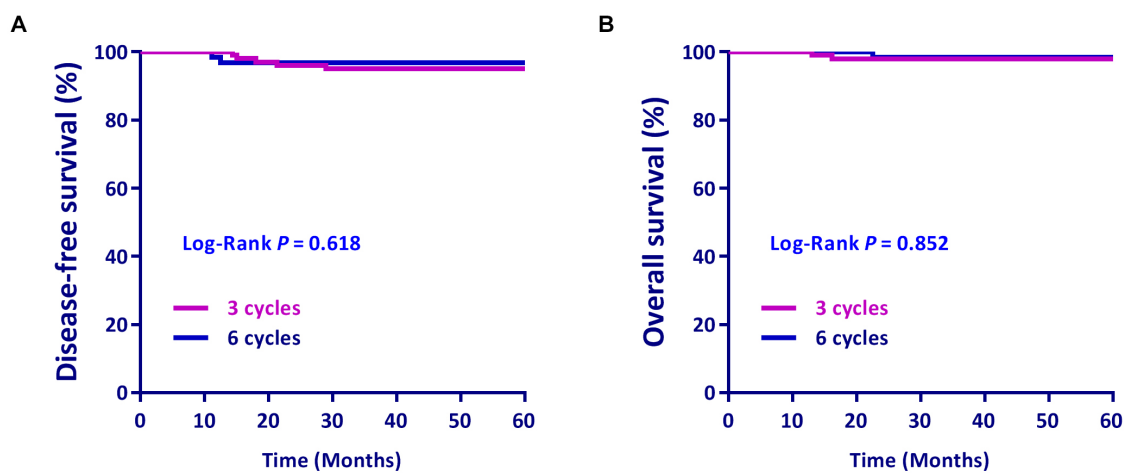 A
Disease-free survival (%)
100
80
60
40
20
0
Log-Rank P = 0.618
3 cycles
6 cycles
0 10 20 30 40 50 60
Time (Months)
B
Overall survival (%)
100
80
60
40
20
0
Log-Rank P = 0.852
3 cycles
6 cycles
0 10 20 30 40 50 60
Time (Months)